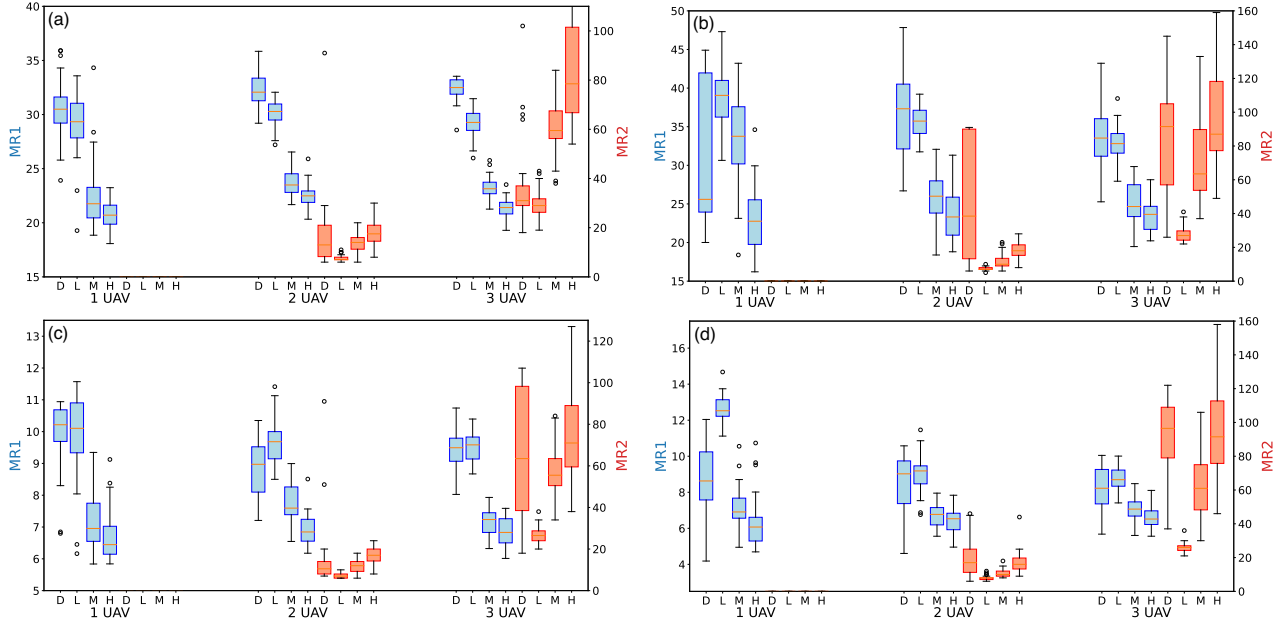 (a)
40
35
30
25
20
15
MR1
100
80
60
40
20
0
MR2
D L M H D L M H
1 UAV
D L M H D L M H
2 UAV
D L M H D L M H
3 UAV
(b)
50
45
40
35
30
25
20
15
MR1
160
140
120
100
80
60
40
20
0
MR2
D L M H D L M H
1 UAV
D L M H D L M H
2 UAV
D L M H D L M H
3 UAV
(c)
13
12
11
10
9
8
7
6
5
MR1
120
100
80
60
40
20
0
MR2
D L M H D L M H
1 UAV
D L M H D L M H
2 UAV
D L M H D L M H
3 UAV
(d)
16
14
12
10
8
6
4
MR1
160
140
120
100
80
60
40
20
0
MR2
D L M H D L M H
1 UAV
D L M H D L M H
2 UAV
D L M H D L M H
3 UAV